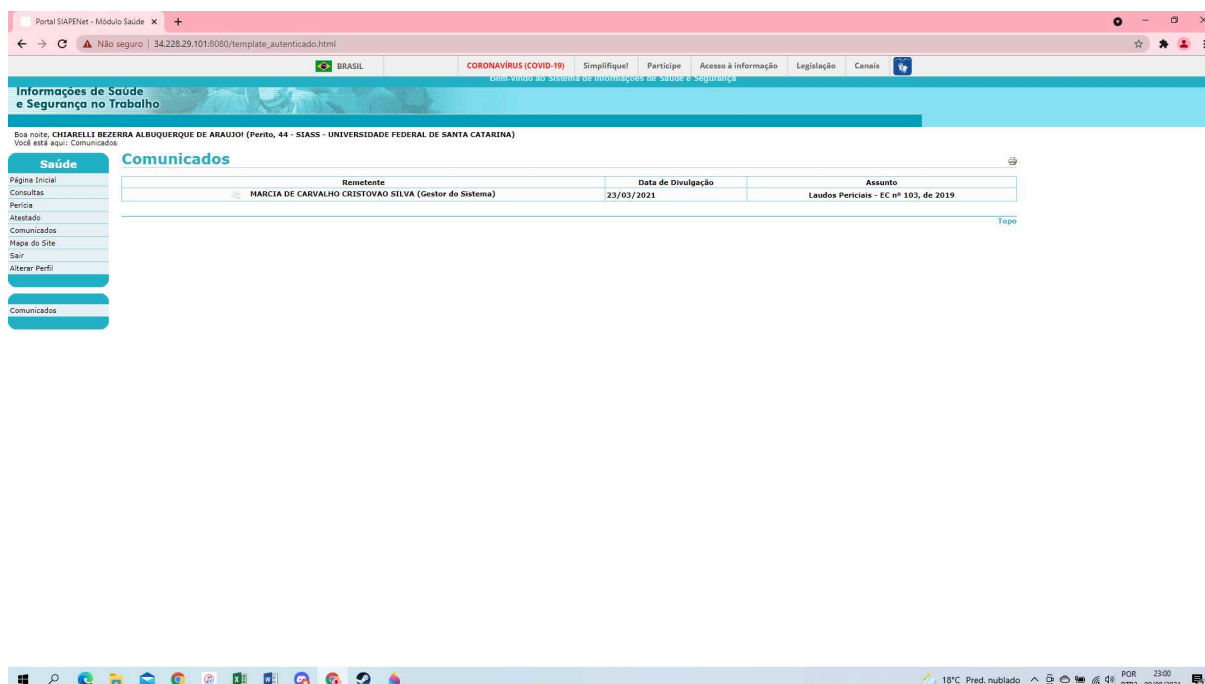 Portal SIAPENet - Módulo Saúde
Não seguro | 34.228.29.101:8080/template_autenticado.html
BRASIL CORONAVÍRUS (COVID-19) Simplifique! Participe Acesso à informação Legislação Canais
Bem-vindo ao Sistema de Informações de Saúde e Segurança
Informações de Saúde
e Segurança no Trabalho
Boa noite, CHIARELLI BEZERRA ALBUQUERQUE DE ARAUJO! (Perito, 44 - SIASS - UNIVERSIDADE FEDERAL DE SANTA CATARINA)
Você está aqui: Comunicados
Saúde
Página Inicial
Consultas
Perícia
Atestado
Comunicados
Mapa do Site
Sair
Alterar Perfil
Comunicados
Comunicados
Remetente Data de Divulgação Assunto
MARCIA DE CARVALHO CRISTOVAO SILVA (Gestor do Sistema) 23/03/2021 Laudos Periciais - EC nº 103, de 2019
Topo
18°C Pred. nublado
POR 23:00